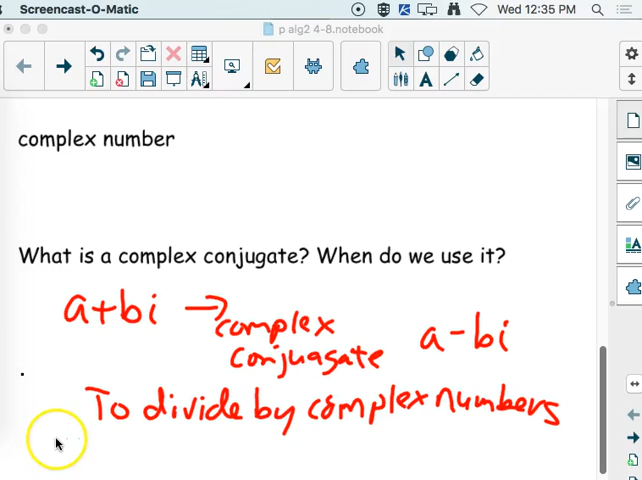 Screencast-O-Matic
Wed 12:35 PM
p alg2 4-8.notebook
complex number
What is a complex conjugate? When do we use it?
a+bi → complex
conjuagate a-bi
.
To divide by complex numbers